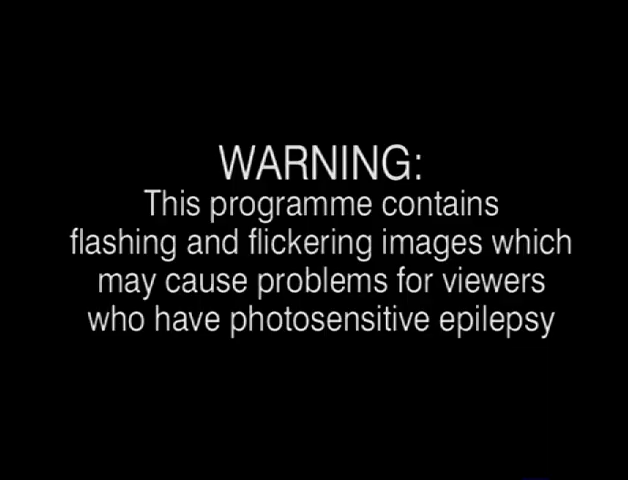 WARNING:
This programme contains
flashing and flickering images which
may cause problems for viewers
who have photosensitive epilepsy